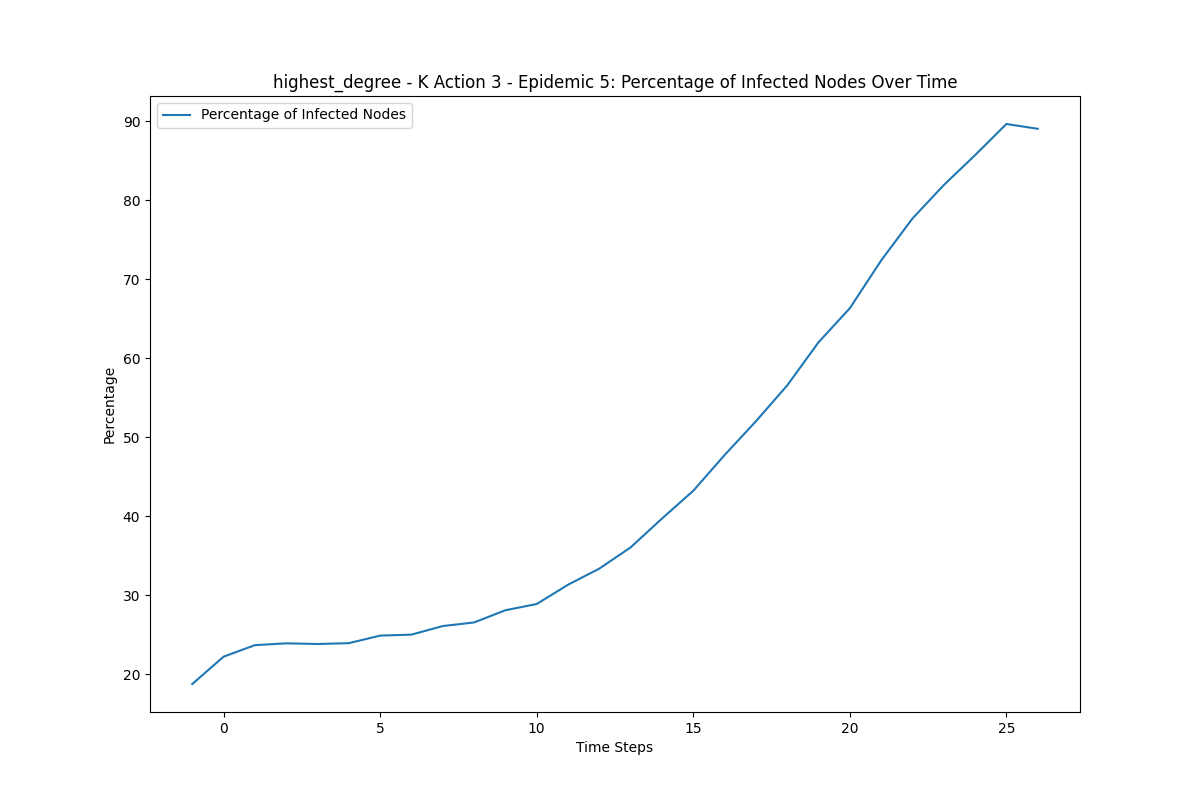 highest_degree - K Action 3 - Epidemic 5: Percentage of Infected Nodes Over Time
Percentage of Infected Nodes
90
80
70
60
50
40
30
20
Percentage
0 5 10 15 20 25
Time Steps